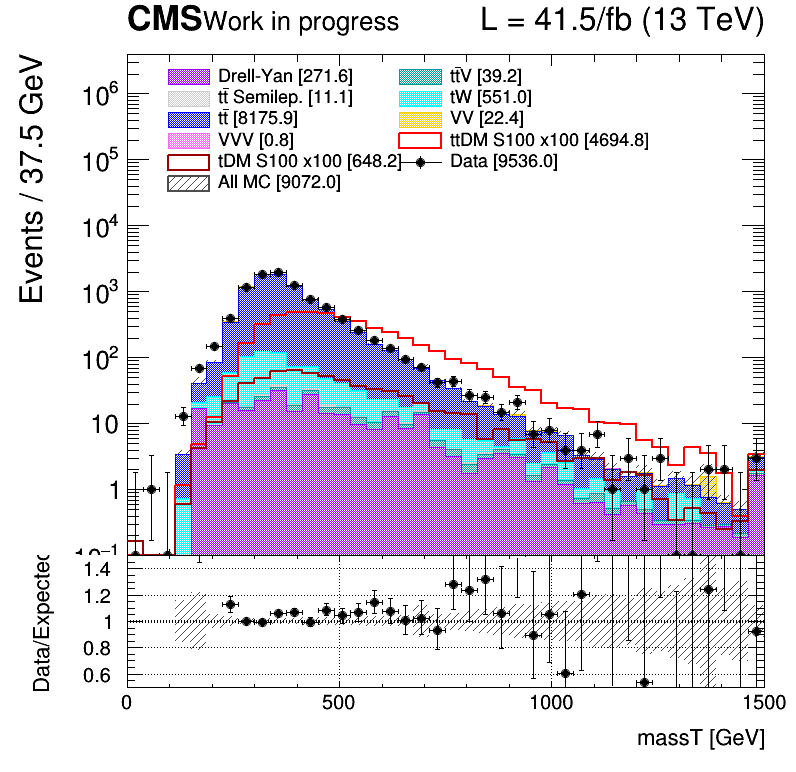 CMS Work in progress L = 41.5/fb (13 TeV)
Events / 37.5 GeV
Drell-Yan [271.6] tt̄V [39.2]
tt̄ Semilep. [11.1] tW [551.0]
tt̄ [8175.9] VV [22.4]
VVV [0.8] ttDM S100 x100 [4694.8]
tDM S100 x100 [648.2] Data [9536.0]
All MC [9072.0]
10⁶
10⁵
10⁴
10³
10²
10
1
10⁻¹
Data/Expected
1.4
1.2
1
0.8
0.6
0 500 1000 1500
massT [GeV]